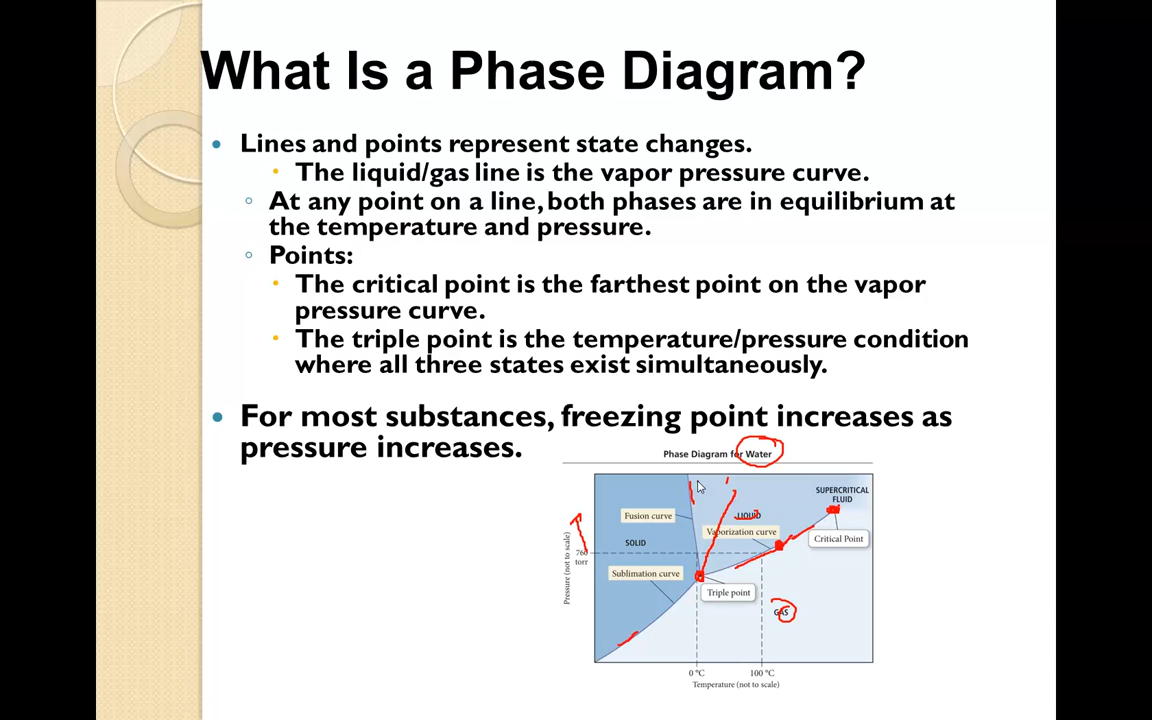 What Is a Phase Diagram?
Lines and points represent state changes.
The liquid/gas line is the vapor pressure curve.
At any point on a line, both phases are in equilibrium at
the temperature and pressure.
Points:
The critical point is the farthest point on the vapor
pressure curve.
The triple point is the temperature/pressure condition
where all three states exist simultaneously.
For most substances, freezing point increases as
pressure increases.
Phase Diagram for Water
SUPERCRITICAL
FLUID
Fusion curve
LIQUID
Vaporization curve
Critical Point
SOLID
760
torr
Sublimation curve
Triple point
GAS
Pressure (not to scale)
0 °C
100 °C
Temperature (not to scale)